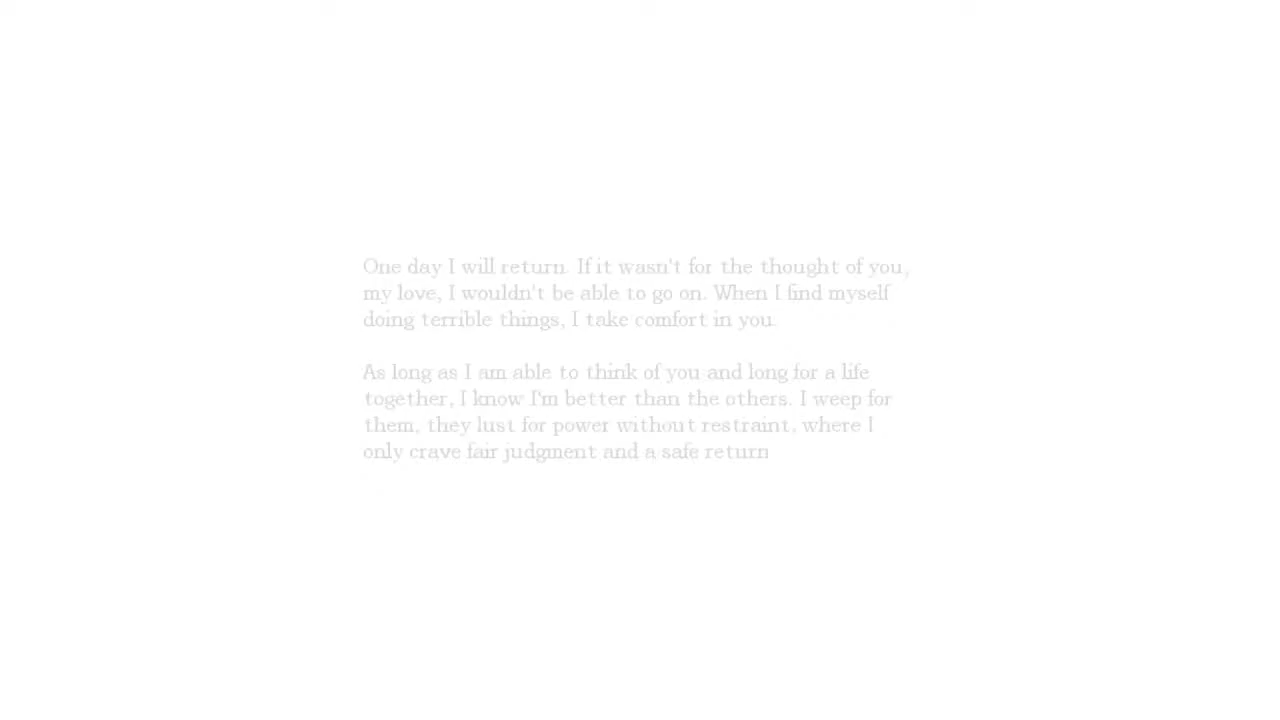 One day I will return. If it wasn't for the thought of you,
my love, I wouldn't be able to go on. When I find myself
doing terrible things, I take comfort in you.
As long as I am able to think of you and long for a life
together, I know I'm better than the others. I weep for
them, they lust for power without restraint, where I
only crave fair judgment and a safe return